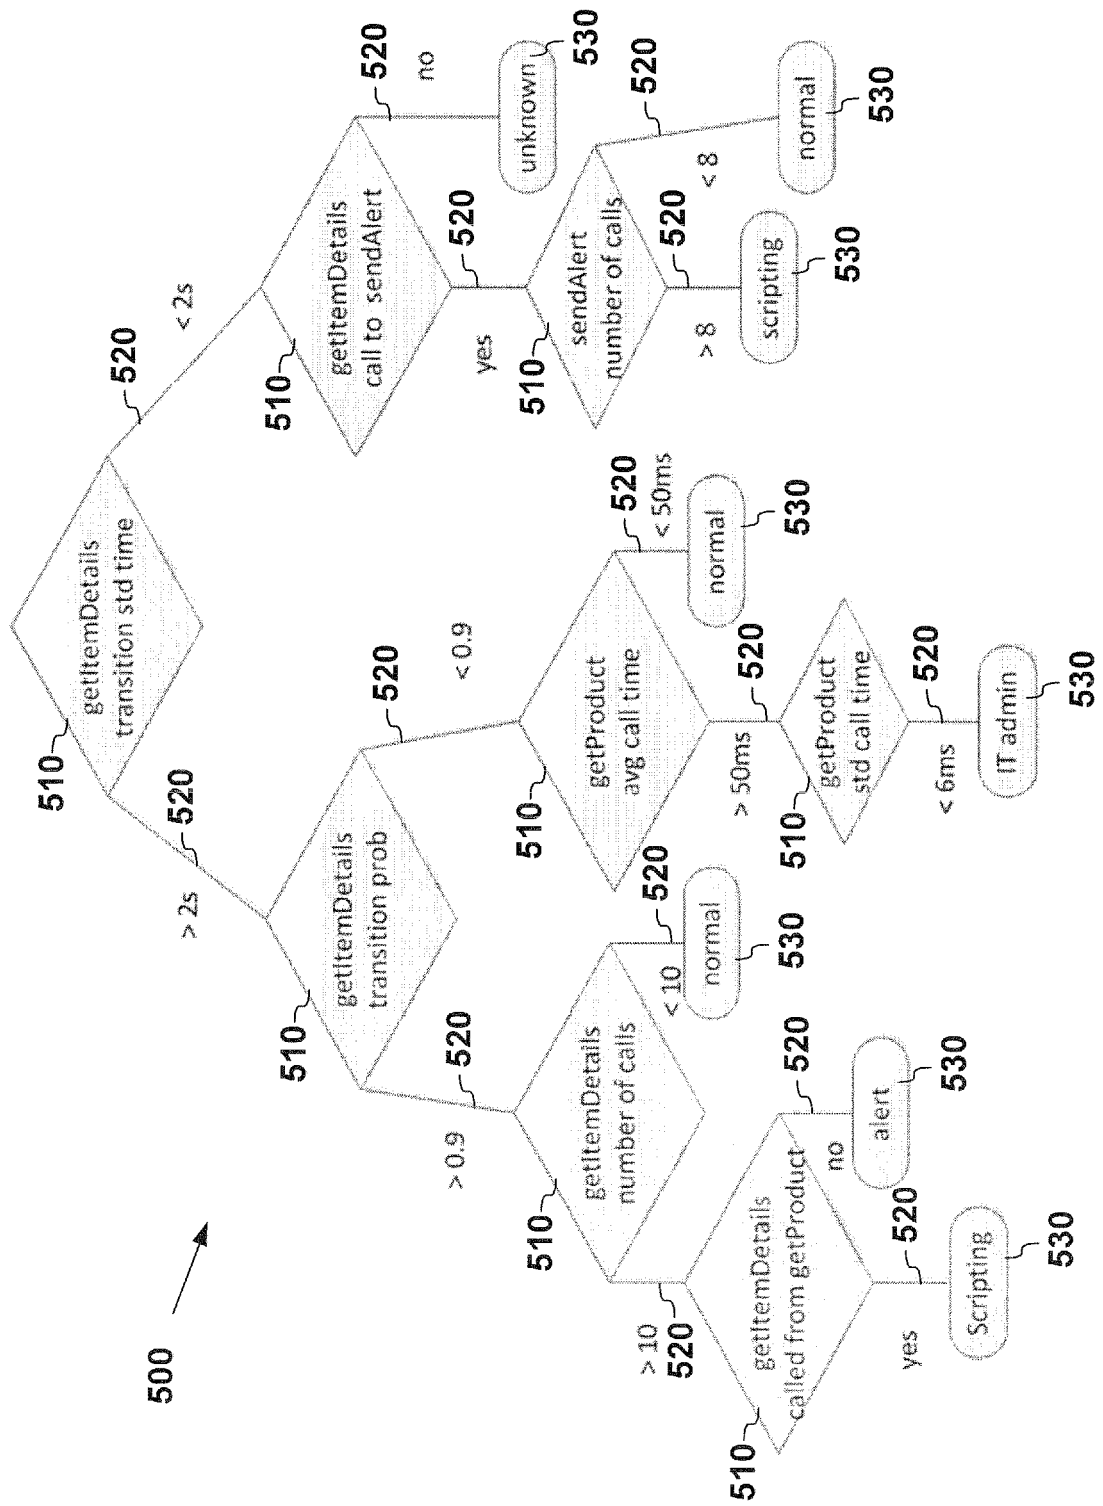 500
510
getItemDetails
transition std time
520
> 2s
520
< 2s
510
getItemDetails
transition prob
510
getItemDetails
call to sendAlert
520
> 0.9
520
< 0.9
520
yes
520
no
unknown
530
510
getItemDetails
number of calls
510
getProduct
avg call time
510
sendAlert
number of calls
> 10
520
< 10
520
normal
530
> 50ms
520
520
< 50ms
normal
530
> 8
520
scripting
530
< 8
520
normal
530
510
getItemDetails
called from getProduct
510
getProduct
std call time
yes
520
Scripting
530
no
520
alert
530
< 6ms
520
IT admin
530